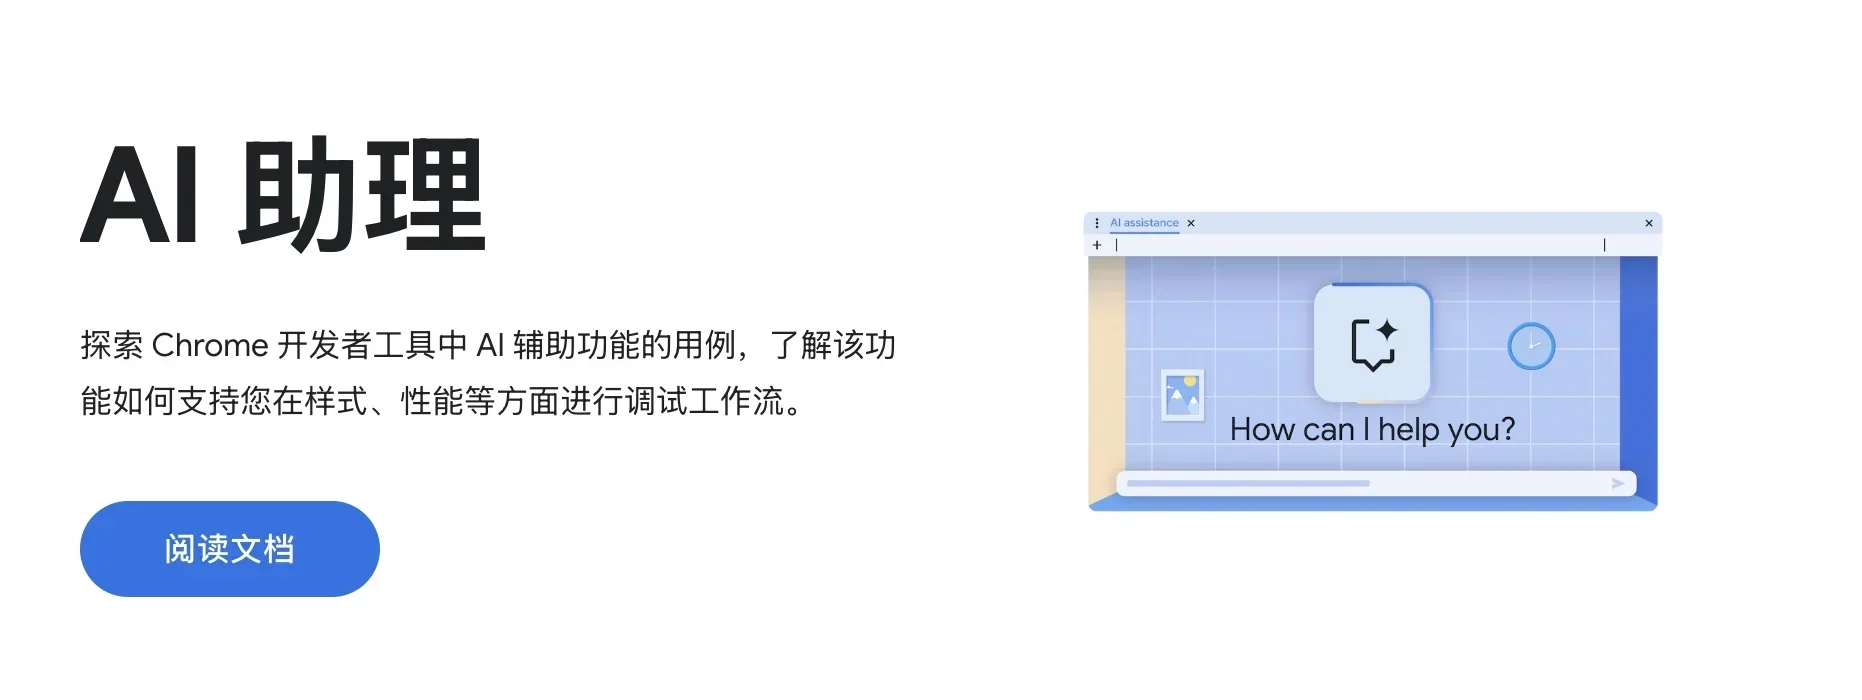 AI 助理
探索 Chrome 开发者工具中 AI 辅助功能的用例，了解该功
能如何支持您在样式、性能等方面进行调试工作流。
阅读文档
AI assistance
How can I help you?